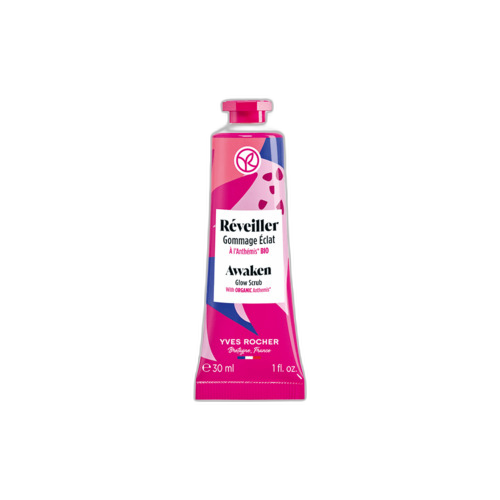 Réveiller
Gommage Éclat
À l'Anthémis* BIO
Awaken
Glow Scrub
With ORGANIC Anthemis*
YVES ROCHER
Bretagne, France
℮ 30 ml 1 fl. oz.